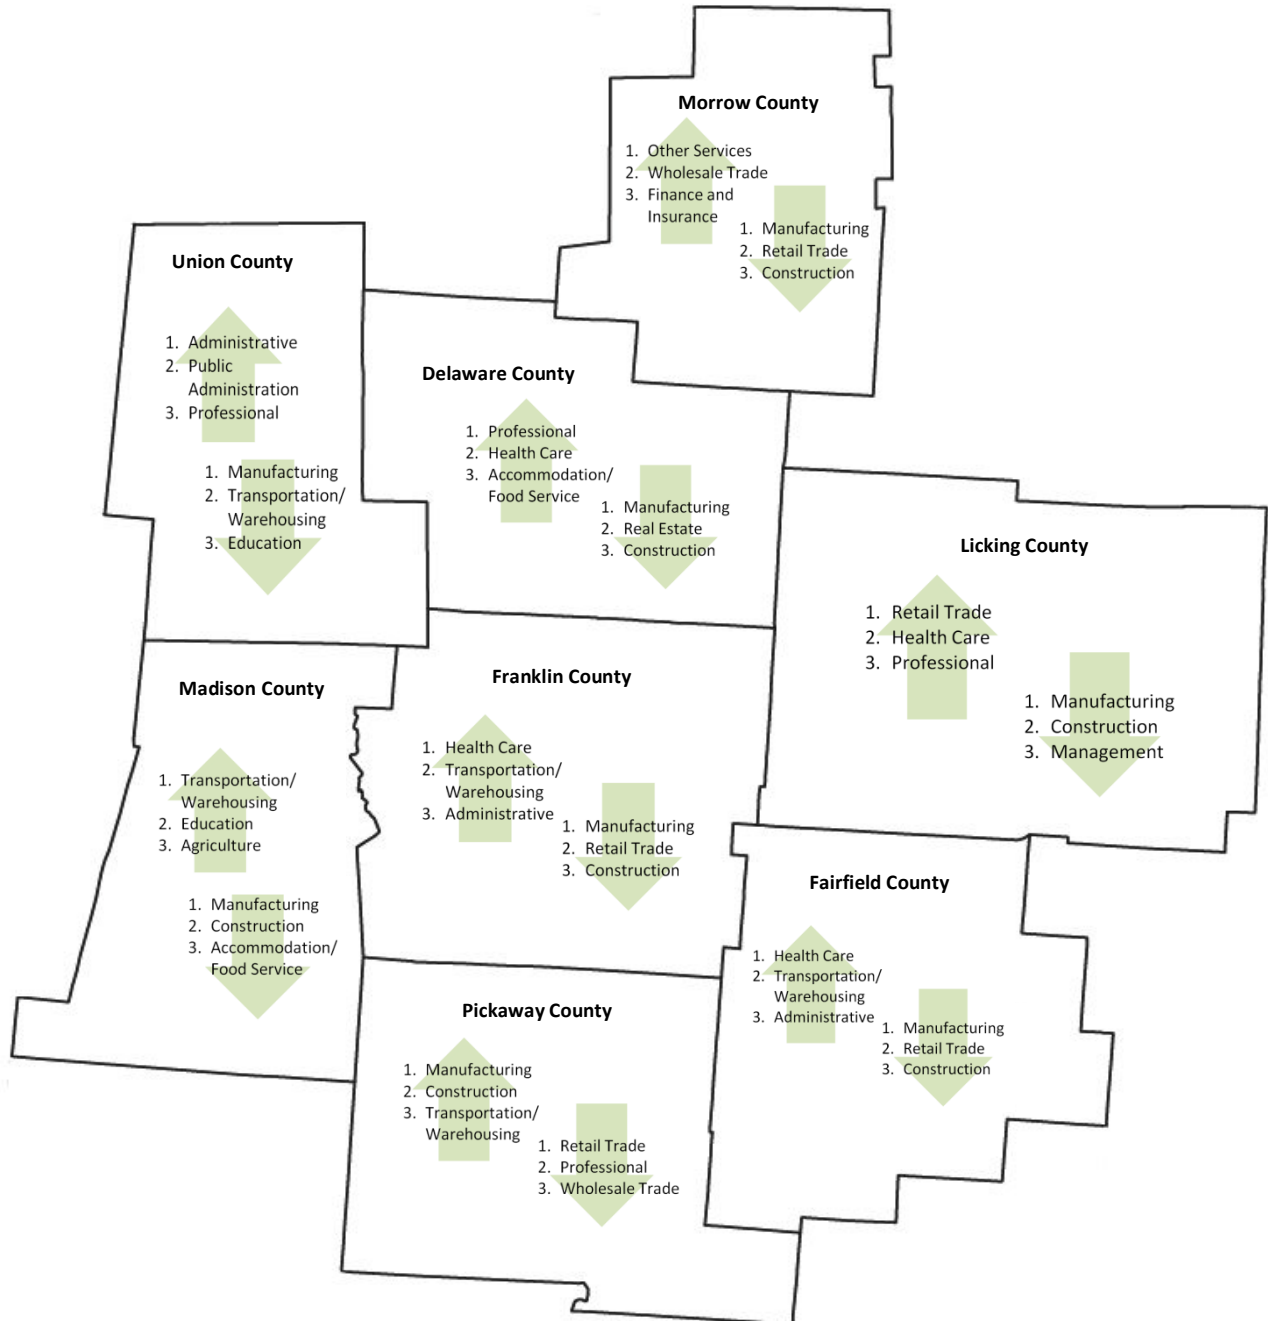 Morrow County
1. Other Services
2. Wholesale Trade
3. Finance and
Insurance
1. Manufacturing
2. Retail Trade
3. Construction
Union County
1. Administrative
2. Public
Administration
3. Professional
1. Manufacturing
2. Transportation/
Warehousing
3. Education
Delaware County
1. Professional
2. Health Care
3. Accommodation/
Food Service
1. Manufacturing
2. Real Estate
3. Construction
Licking County
1. Retail Trade
2. Health Care
3. Professional
1. Manufacturing
2. Construction
3. Management
Madison County
1. Transportation/
Warehousing
2. Education
3. Agriculture
1. Manufacturing
2. Construction
3. Accommodation/
Food Service
Franklin County
1. Health Care
2. Transportation/
Warehousing
3. Administrative
1. Manufacturing
2. Retail Trade
3. Construction
Fairfield County
1. Health Care
2. Transportation/
Warehousing
3. Administrative
1. Manufacturing
2. Retail Trade
3. Construction
Pickaway County
1. Manufacturing
2. Construction
3. Transportation/
Warehousing
1. Retail Trade
2. Professional
3. Wholesale Trade